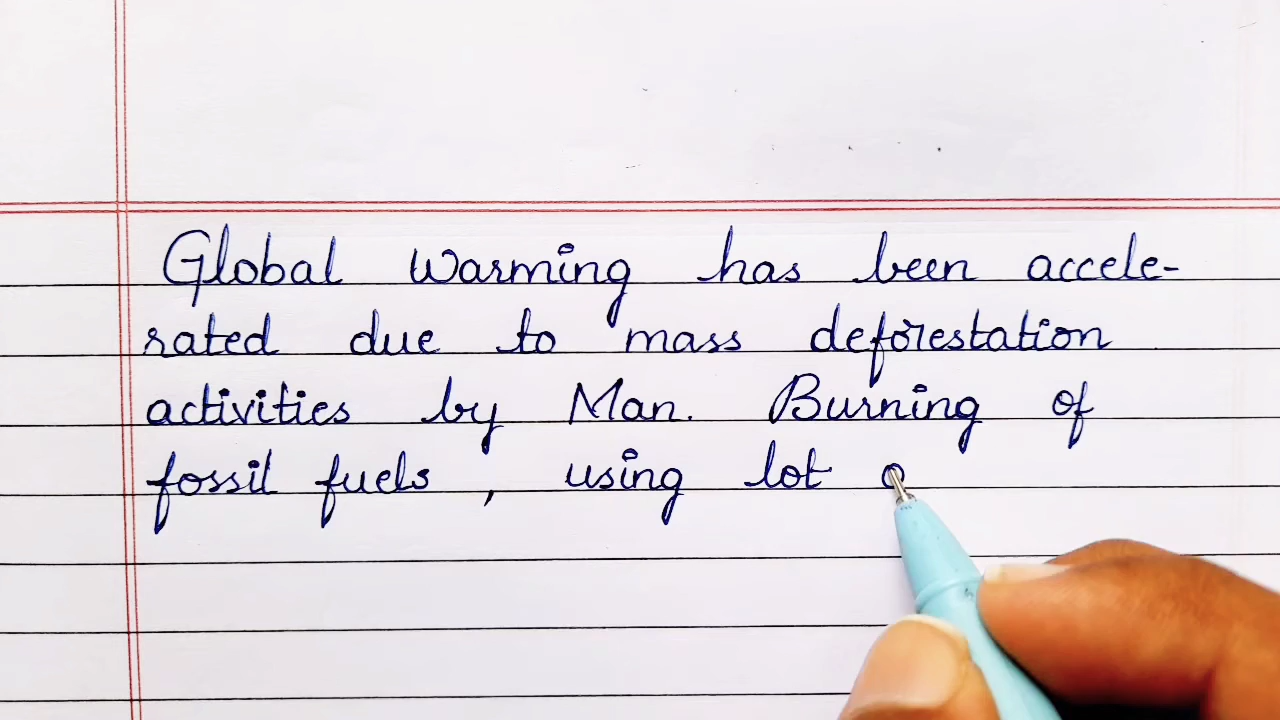 Global warming has been accele-
rated due to mass deforestation
activities by Man. Burning of
fossil fuels , using lot o